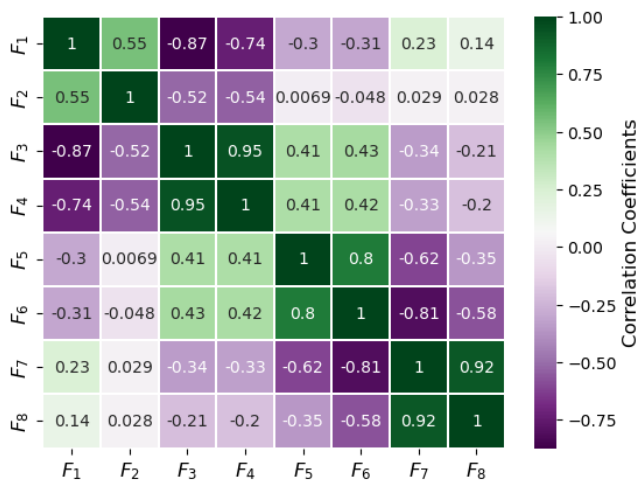 F1 1 0.55 -0.87 -0.74 -0.3 -0.31 0.23 0.14
F2 0.55 1 -0.52 -0.54 0.0069 -0.048 0.029 0.028
F3 -0.87 -0.52 1 0.95 0.41 0.43 -0.34 -0.21
F4 -0.74 -0.54 0.95 1 0.41 0.42 -0.33 -0.2
F5 -0.3 0.0069 0.41 0.41 1 0.8 -0.62 -0.35
F6 -0.31 -0.048 0.43 0.42 0.8 1 -0.81 -0.58
F7 0.23 0.029 -0.34 -0.33 -0.62 -0.81 1 0.92
F8 0.14 0.028 -0.21 -0.2 -0.35 -0.58 0.92 1
F1 F2 F3 F4 F5 F6 F7 F8
1.00
0.75
0.50
0.25
0.00
-0.25
-0.50
-0.75
Correlation Coefficients